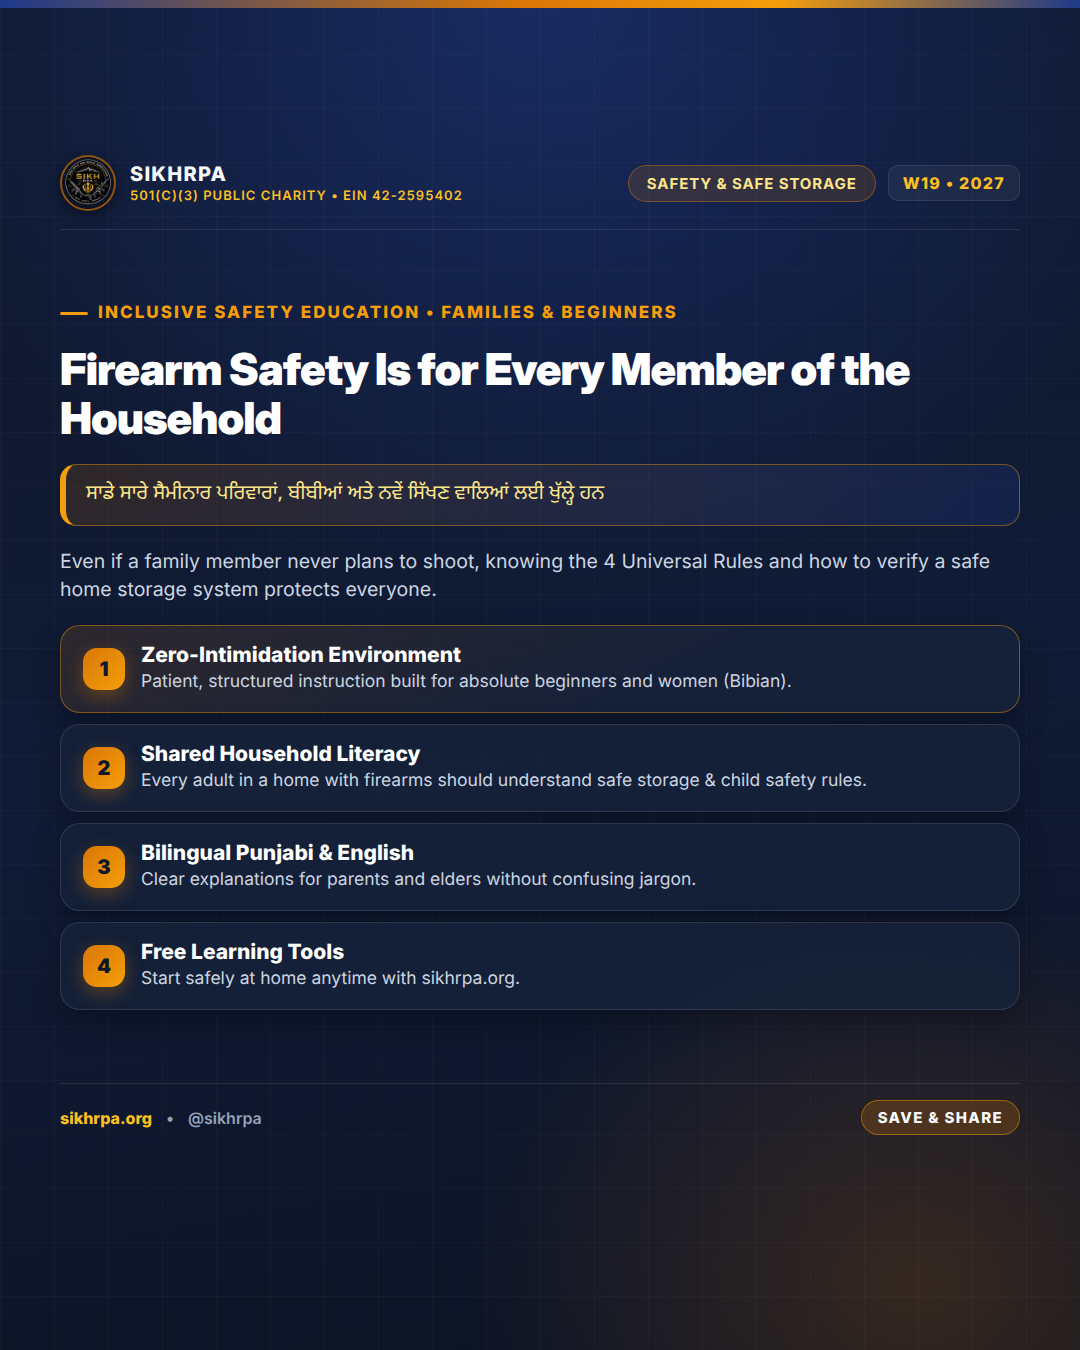 SIKH
SIKHRPA
501(C)(3) PUBLIC CHARITY • EIN 42-2595402
SAFETY & SAFE STORAGE
W19 • 2027
INCLUSIVE SAFETY EDUCATION • FAMILIES & BEGINNERS
Firearm Safety Is for Every Member of the
Household
ਸਾਡੇ ਸਾਰੇ ਸੈਮੀਨਾਰ ਪਰਿਵਾਰਾਂ, ਬੀਬੀਆਂ ਅਤੇ ਨਵੇਂ ਸਿੱਖਣ ਵਾਲਿਆਂ ਲਈ ਖੁੱਲ੍ਹੇ ਹਨ
Even if a family member never plans to shoot, knowing the 4 Universal Rules and how to verify a safe
home storage system protects everyone.
1
Zero-Intimidation Environment
Patient, structured instruction built for absolute beginners and women (Bibian).
2
Shared Household Literacy
Every adult in a home with firearms should understand safe storage & child safety rules.
3
Bilingual Punjabi & English
Clear explanations for parents and elders without confusing jargon.
4
Free Learning Tools
Start safely at home anytime with sikhrpa.org.
sikhrpa.org • @sikhrpa
SAVE & SHARE